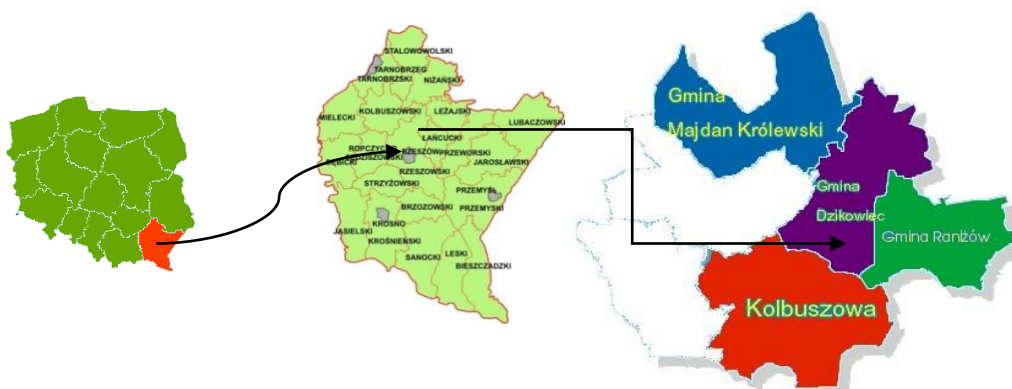 STALOWOWOLSKI
TARNOBRZEG
TARNOBRZSKI
NIŻAŃSKI
KOLBUSZOWSKI
LEŻAJSKI
MIELECKI
LUBACZOWSKI
ŁAŃCUCKI
RZESZÓW
PRZEWORSKI
JAROSŁAWSKI
RZESZOWSKI
STRZYŻOWSKI
PRZEMYŚL
PRZEMYSKI
BRZOZOWSKI
KROSNO
JASIELSKI
KROŚNIEŃSKI
LESKI
SANOCKI
BIESZCZADZKI
Gmina
Majdan Królewski
Gmina
Dzikowiec
Gmina Raniżów
Kolbuszowa